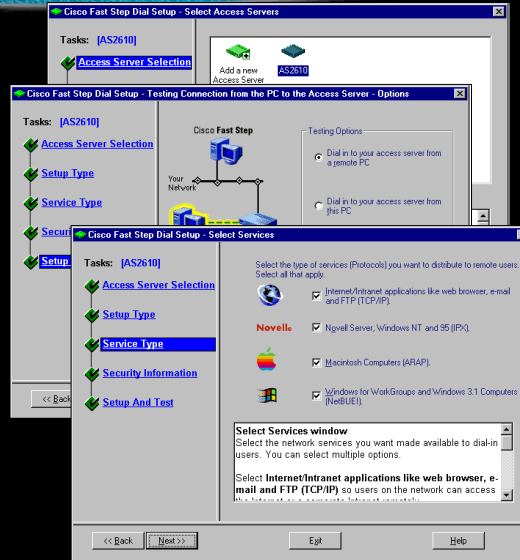 Cisco Fast Step Dial Setup - Select Access Servers
Tasks: [AS2610]
Access Server Selection
Add a new
Access Server
AS2610
Cisco Fast Step Dial Setup - Testing Connection from the PC to the Access Server - Options
Tasks: [AS2610]
Access Server Selection
Setup Type
Service Type
Securi
Setup
Cisco Fast Step
Your
Network
Testing Options
Dial in to your access server from
a remote PC
Dial in to your access server from
this PC
<< Back
Cisco Fast Step Dial Setup - Select Services
Tasks: [AS2610]
Access Server Selection
Setup Type
Service Type
Security Information
Setup And Test
Select the type of services (Protocols) you want to distribute to remote users.
Select all that apply.
Internet/Intranet applications like web browser, e-mail
and FTP (TCP/IP).
Novell®
Novell Server, Windows NT and 95 (IPX).
Macintosh Computers (ARAP).
Windows for WorkGroups and Windows 3.1 Computers
(NetBUEI).
Select Services window
Select the network services you want made available to dial-in
users. You can select multiple options.
Select Internet/Intranet applications like web browser, e-
mail and FTP (TCP/IP) so users on the network can access
the Internet or a corporate Intranet remotely.
<< Back
Next >>
Exit
Help